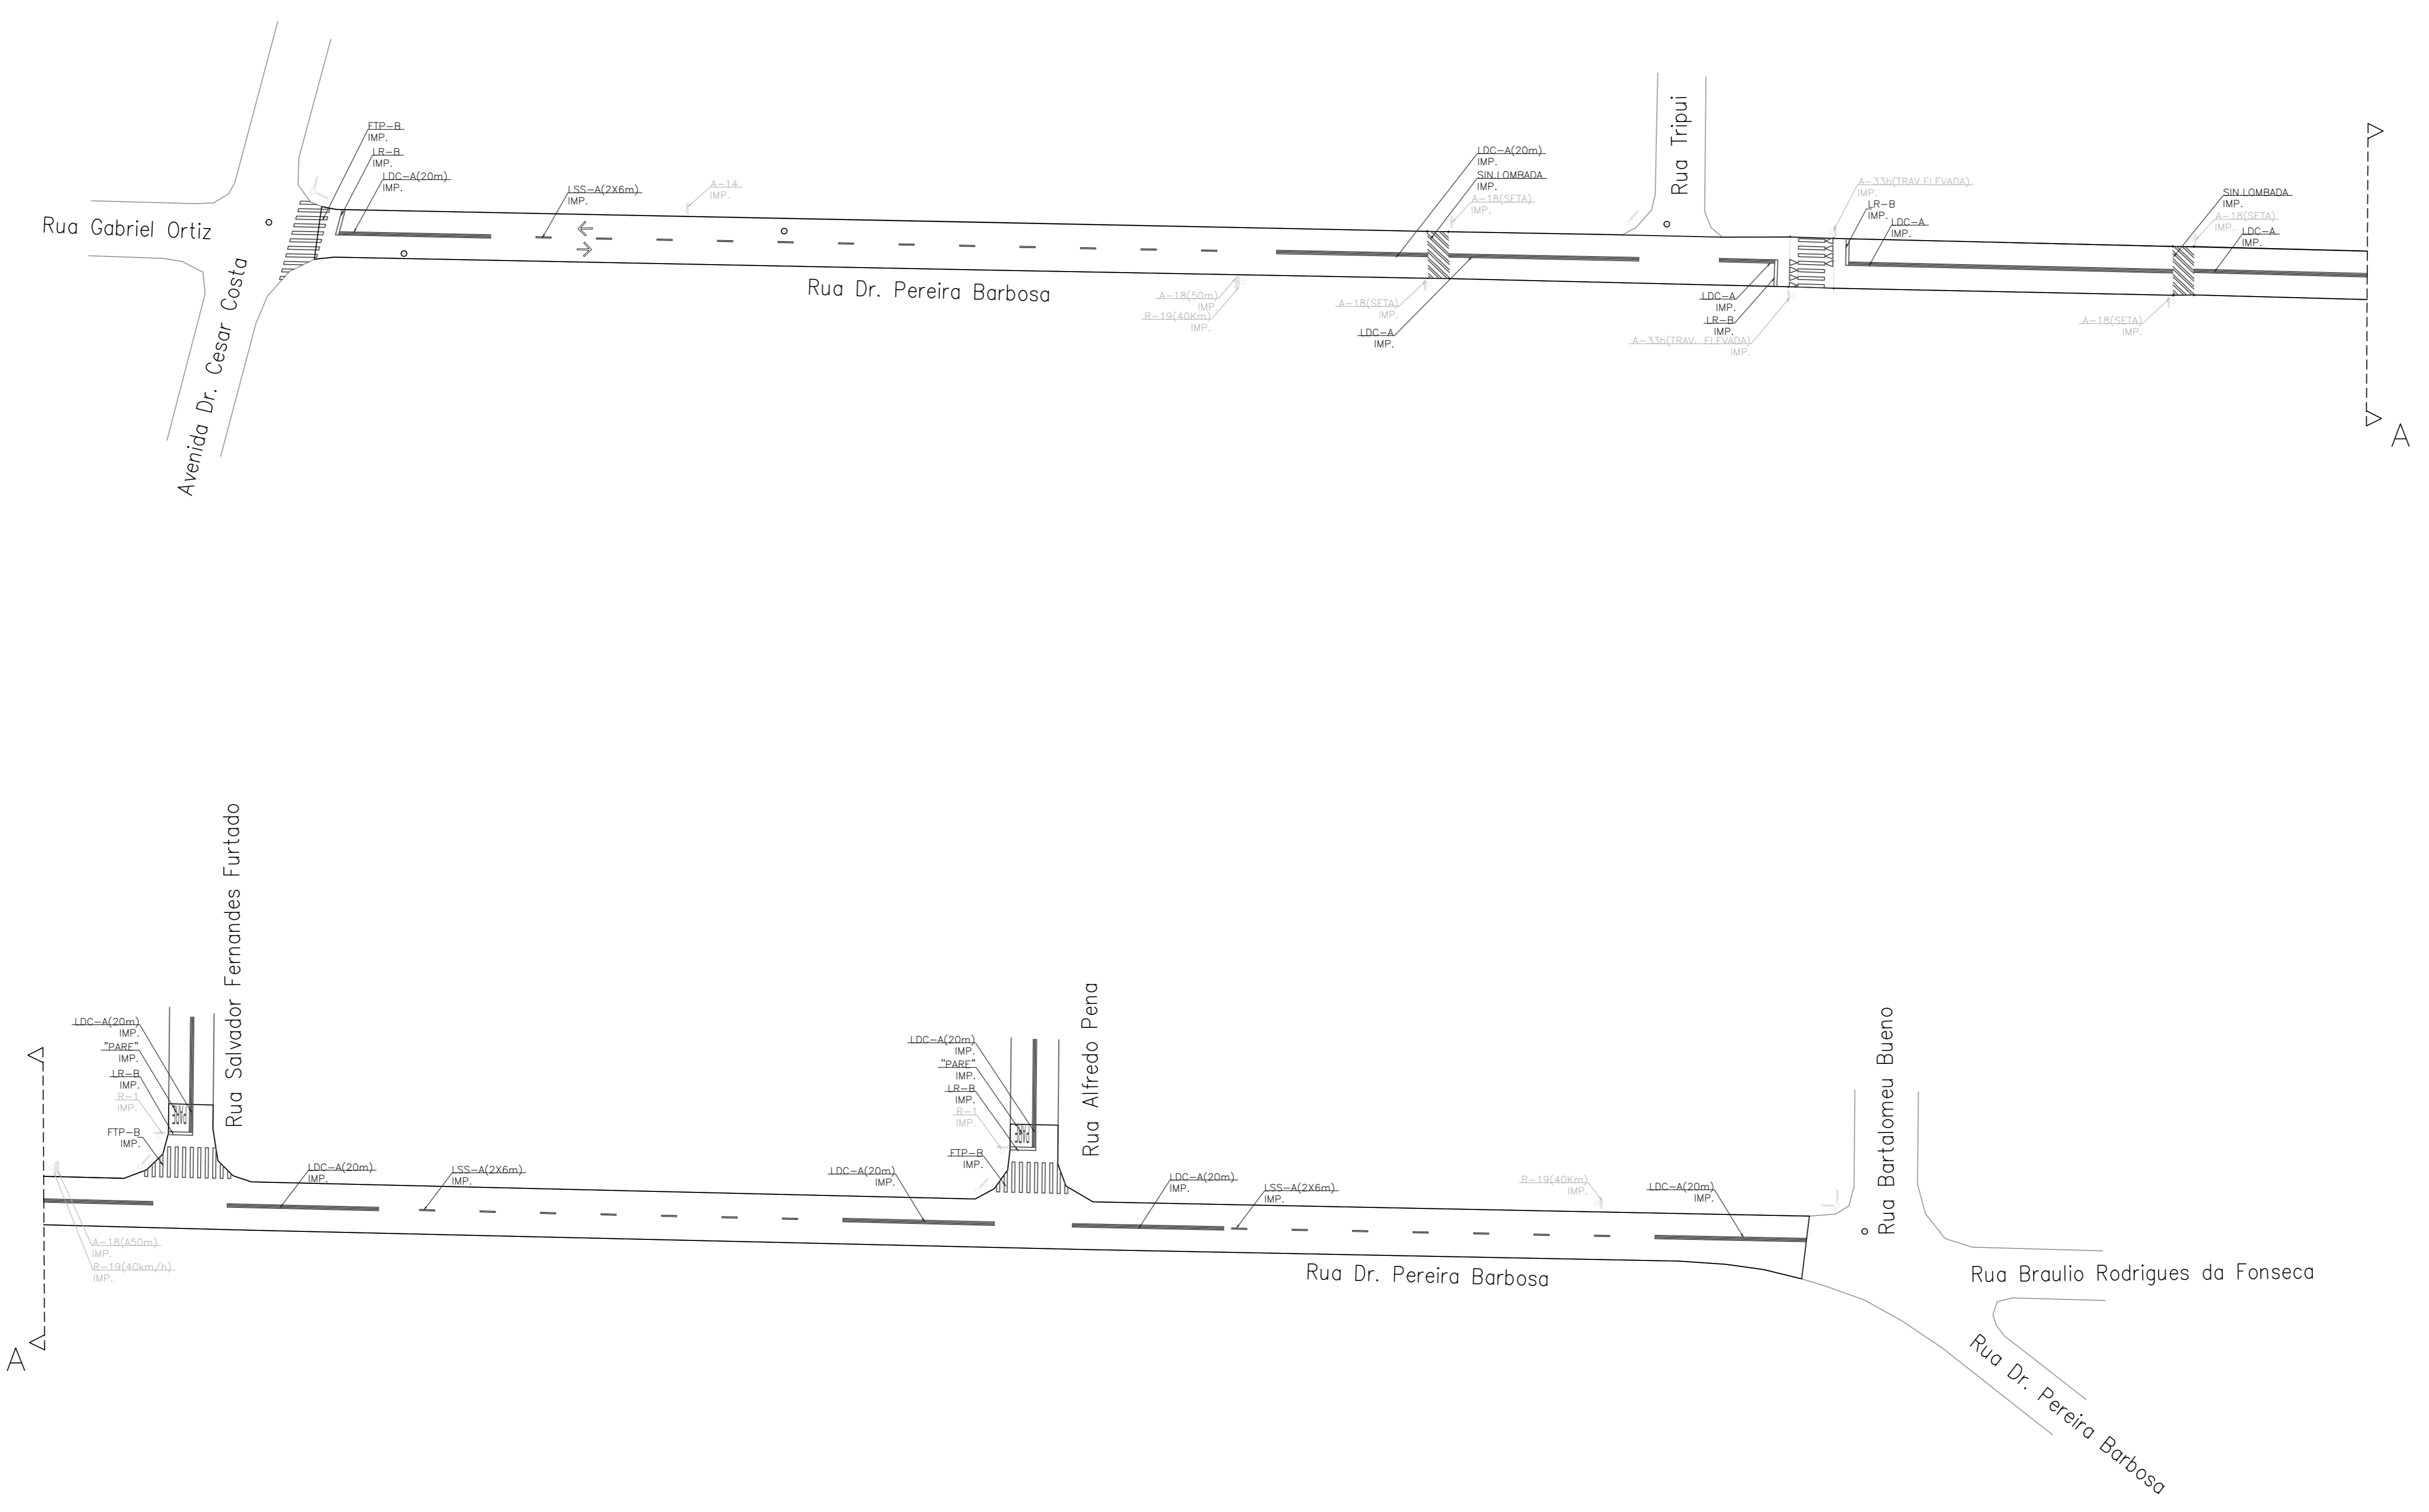 FTP-B
IMP.
LR-B
IMP.
LDC-A(20m)
IMP.
LSS-A(2X6m)
IMP.
A-14
IMP.
LDC-A(20m)
IMP.
SIN.LOMBADA
IMP.
A-18(SETA)
IMP.
Rua Tripui
A-33b(TRAV.ELEVADA)
IMP.
LR-B
IMP.
LDC-A
IMP.
SIN.LOMBADA
IMP.
A-18(SETA)
IMP.
LDC-A
IMP.
Rua Gabriel Ortiz
Avenida Dr. Cesar Costa
Rua Dr. Pereira Barbosa
A-18(50m)
IMP.
R-19(40Km)
IMP.
A-18(SETA)
IMP.
LDC-A
IMP.
LDC-A
IMP.
LR-B
IMP.
A-33b(TRAV. ELEVADA)
IMP.
A-18(SETA)
IMP.
A
Rua Salvador Fernandes Furtado
LDC-A(20m)
IMP.
"PARE"
IMP.
LR-B
IMP.
R-1
IMP.
FTP-B
IMP.
PARE
LDC-A(20m)
IMP.
LSS-A(2X6m)
IMP.
A-18(A50m)
IMP.
R-19(40km/h)
IMP.
A
Rua Alfredo Pena
LDC-A(20m)
IMP.
"PARE"
IMP.
LR-B
IMP.
R-1
IMP.
FTP-B
IMP.
PARE
LDC-A(20m)
IMP.
LDC-A(20m)
IMP.
LSS-A(2X6m)
IMP.
R-19(40Km)
IMP.
LDC-A(20m)
IMP.
Rua Bartalomeu Bueno
Rua Dr. Pereira Barbosa
Rua Braulio Rodrigues da Fonseca
Rua Dr. Pereira Barbosa